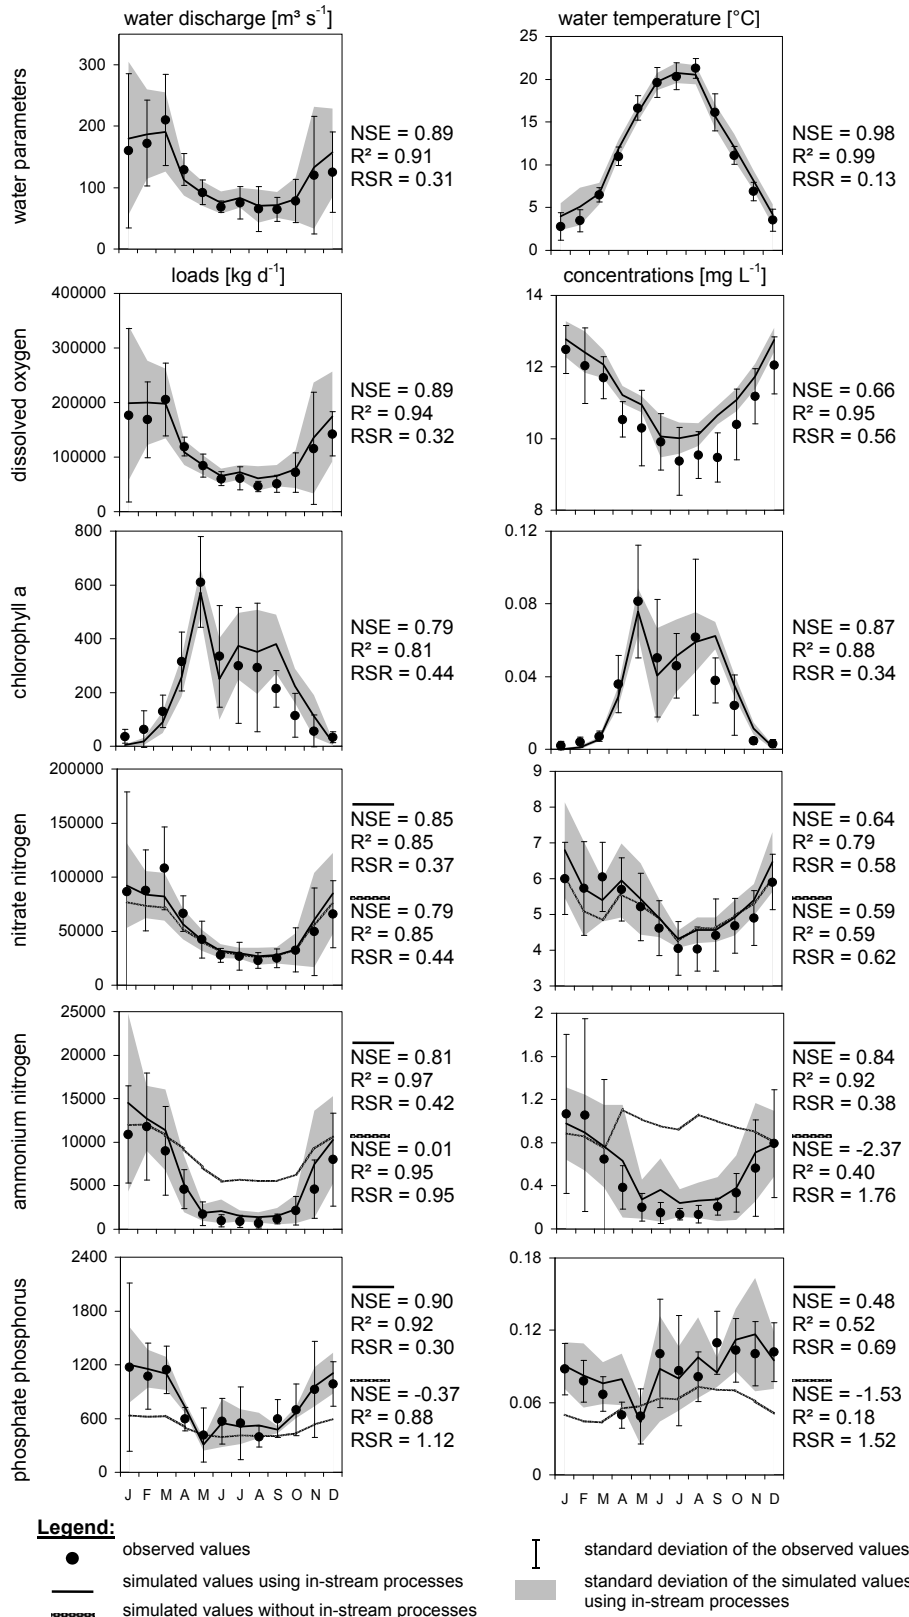 water discharge [m³ s⁻¹]
water temperature [°C]
water parameters
300
200
100
0
NSE = 0.89
R² = 0.91
RSR = 0.31
25
20
15
10
5
0
NSE = 0.98
R² = 0.99
RSR = 0.13
loads [kg d⁻¹]
concentrations [mg L⁻¹]
dissolved oxygen
400000
300000
200000
100000
0
NSE = 0.89
R² = 0.94
RSR = 0.32
14
12
10
8
NSE = 0.66
R² = 0.95
RSR = 0.56
chlorophyll a
800
600
400
200
0
NSE = 0.79
R² = 0.81
RSR = 0.44
0.12
0.08
0.04
0
NSE = 0.87
R² = 0.88
RSR = 0.34
nitrate nitrogen
200000
150000
100000
50000
0
NSE = 0.85
R² = 0.85
RSR = 0.37
NSE = 0.79
R² = 0.85
RSR = 0.44
9
8
7
6
5
4
3
NSE = 0.64
R² = 0.79
RSR = 0.58
NSE = 0.59
R² = 0.59
RSR = 0.62
ammonium nitrogen
25000
20000
15000
10000
5000
0
NSE = 0.81
R² = 0.97
RSR = 0.42
NSE = 0.01
R² = 0.95
RSR = 0.95
2
1.6
1.2
0.8
0.4
0
NSE = 0.84
R² = 0.92
RSR = 0.38
NSE = -2.37
R² = 0.40
RSR = 1.76
phosphate phosphorus
2400
1800
1200
600
0
J F M A M J J A S O N D
NSE = 0.90
R² = 0.92
RSR = 0.30
NSE = -0.37
R² = 0.88
RSR = 1.12
0.18
0.12
0.06
0
J F M A M J J A S O N D
NSE = 0.48
R² = 0.52
RSR = 0.69
NSE = -1.53
R² = 0.18
RSR = 1.52
Legend:
observed values
simulated values using in-stream processes
simulated values without in-stream processes
standard deviation of the observed values
standard deviation of the simulated values
using in-stream processes